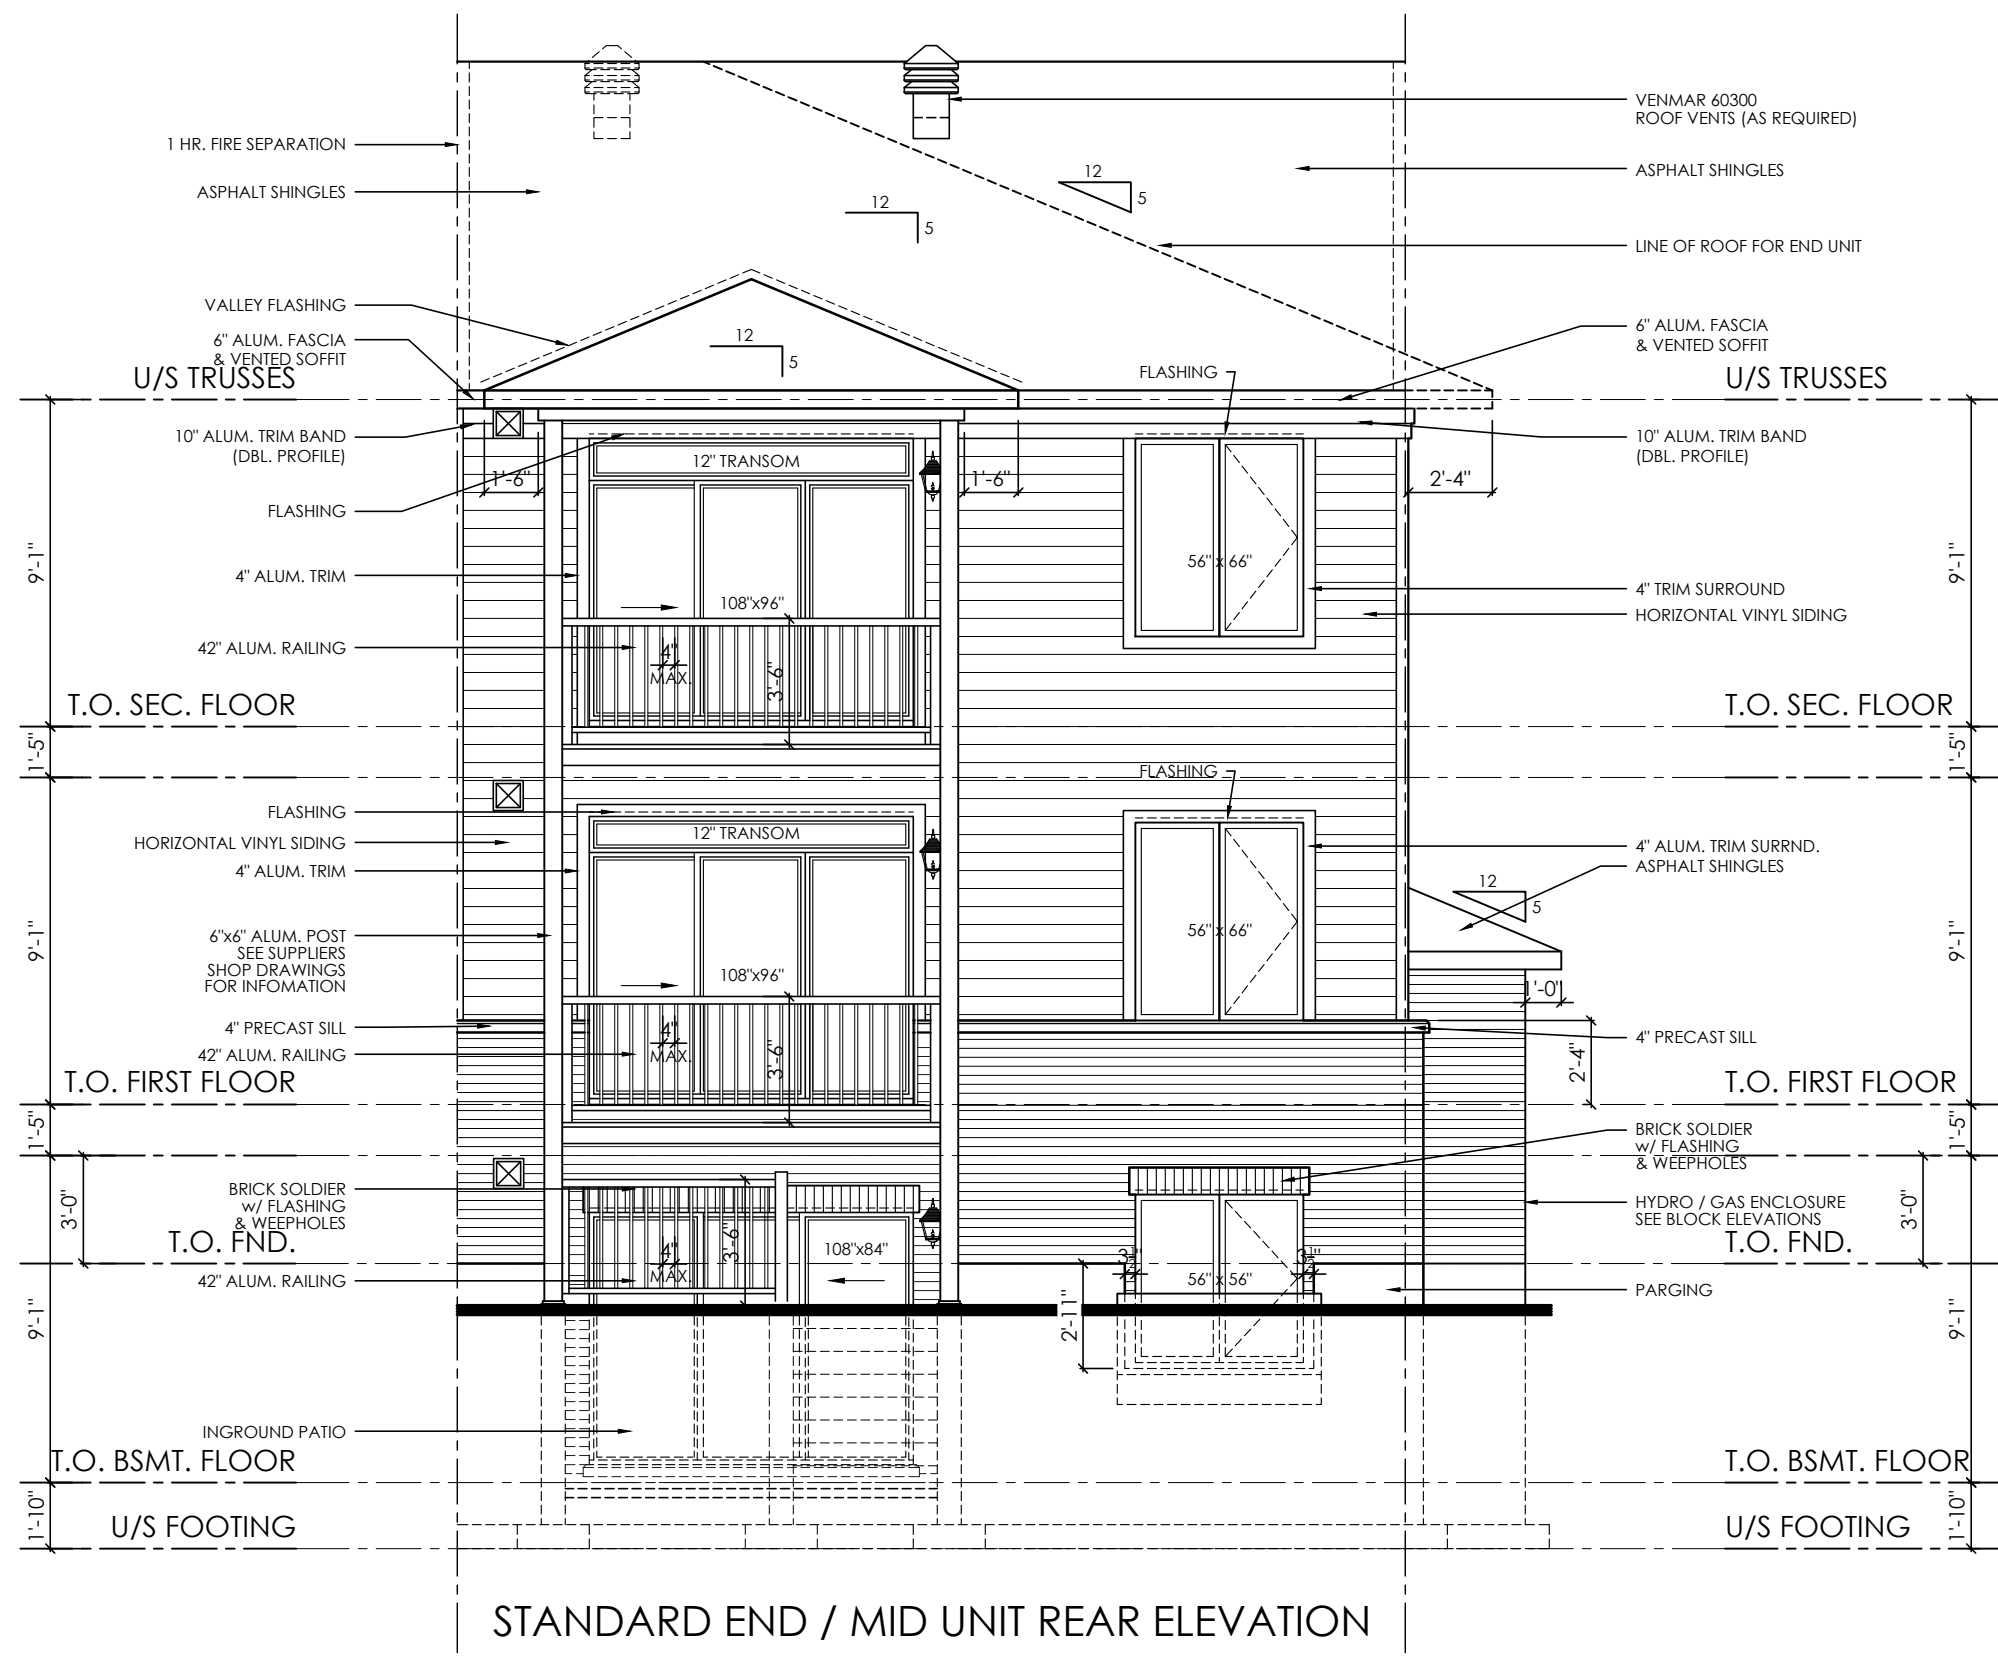 VENMAR 60300
ROOF VENTS (AS REQUIRED)
1 HR. FIRE SEPARATION
ASPHALT SHINGLES
12
5
ASPHALT SHINGLES
12
5
LINE OF ROOF FOR END UNIT
VALLEY FLASHING
6" ALUM. FASCIA
& VENTED SOFFIT
12
5
6" ALUM. FASCIA
& VENTED SOFFIT
FLASHING
U/S TRUSSES
U/S TRUSSES
10" ALUM. TRIM BAND
(DBL. PROFILE)
10" ALUM. TRIM BAND
(DBL. PROFILE)
12" TRANSOM
1'-6"
1'-6"
2'-4"
FLASHING
9'-1"
9'-1"
4" ALUM. TRIM
56" x 66"
108"x96"
4" TRIM SURROUND
HORIZONTAL VINYL SIDING
42" ALUM. RAILING
4"
MAX.
3'-6"
T.O. SEC. FLOOR
T.O. SEC. FLOOR
1'-5"
1'-5"
FLASHING
FLASHING
12" TRANSOM
HORIZONTAL VINYL SIDING
4" ALUM. TRIM
4" ALUM. TRIM SURRND.
ASPHALT SHINGLES
12
5
9'-1"
9'-1"
6"x6" ALUM. POST
SEE SUPPLIERS
SHOP DRAWINGS
FOR INFOMATION
56" x 66"
108"x96"
1'-0"
4" PRECAST SILL
4" PRECAST SILL
42" ALUM. RAILING
4"
MAX.
3'-6"
2'-4"
T.O. FIRST FLOOR
T.O. FIRST FLOOR
1'-5"
1'-5"
BRICK SOLDIER
w/ FLASHING
& WEEPHOLES
BRICK SOLDIER
w/ FLASHING
& WEEPHOLES
3'-0"
3'-0"
HYDRO / GAS ENCLOSURE
SEE BLOCK ELEVATIONS
T.O. FND.
T.O. FND.
42" ALUM. RAILING
4"
MAX.
3'-6"
108"x84"
3½"
3½"
56" x 56"
PARGING
2'-11"
9'-1"
9'-1"
INGROUND PATIO
T.O. BSMT. FLOOR
T.O. BSMT. FLOOR
1'-10"
1'-10"
U/S FOOTING
U/S FOOTING
STANDARD END / MID UNIT REAR ELEVATION